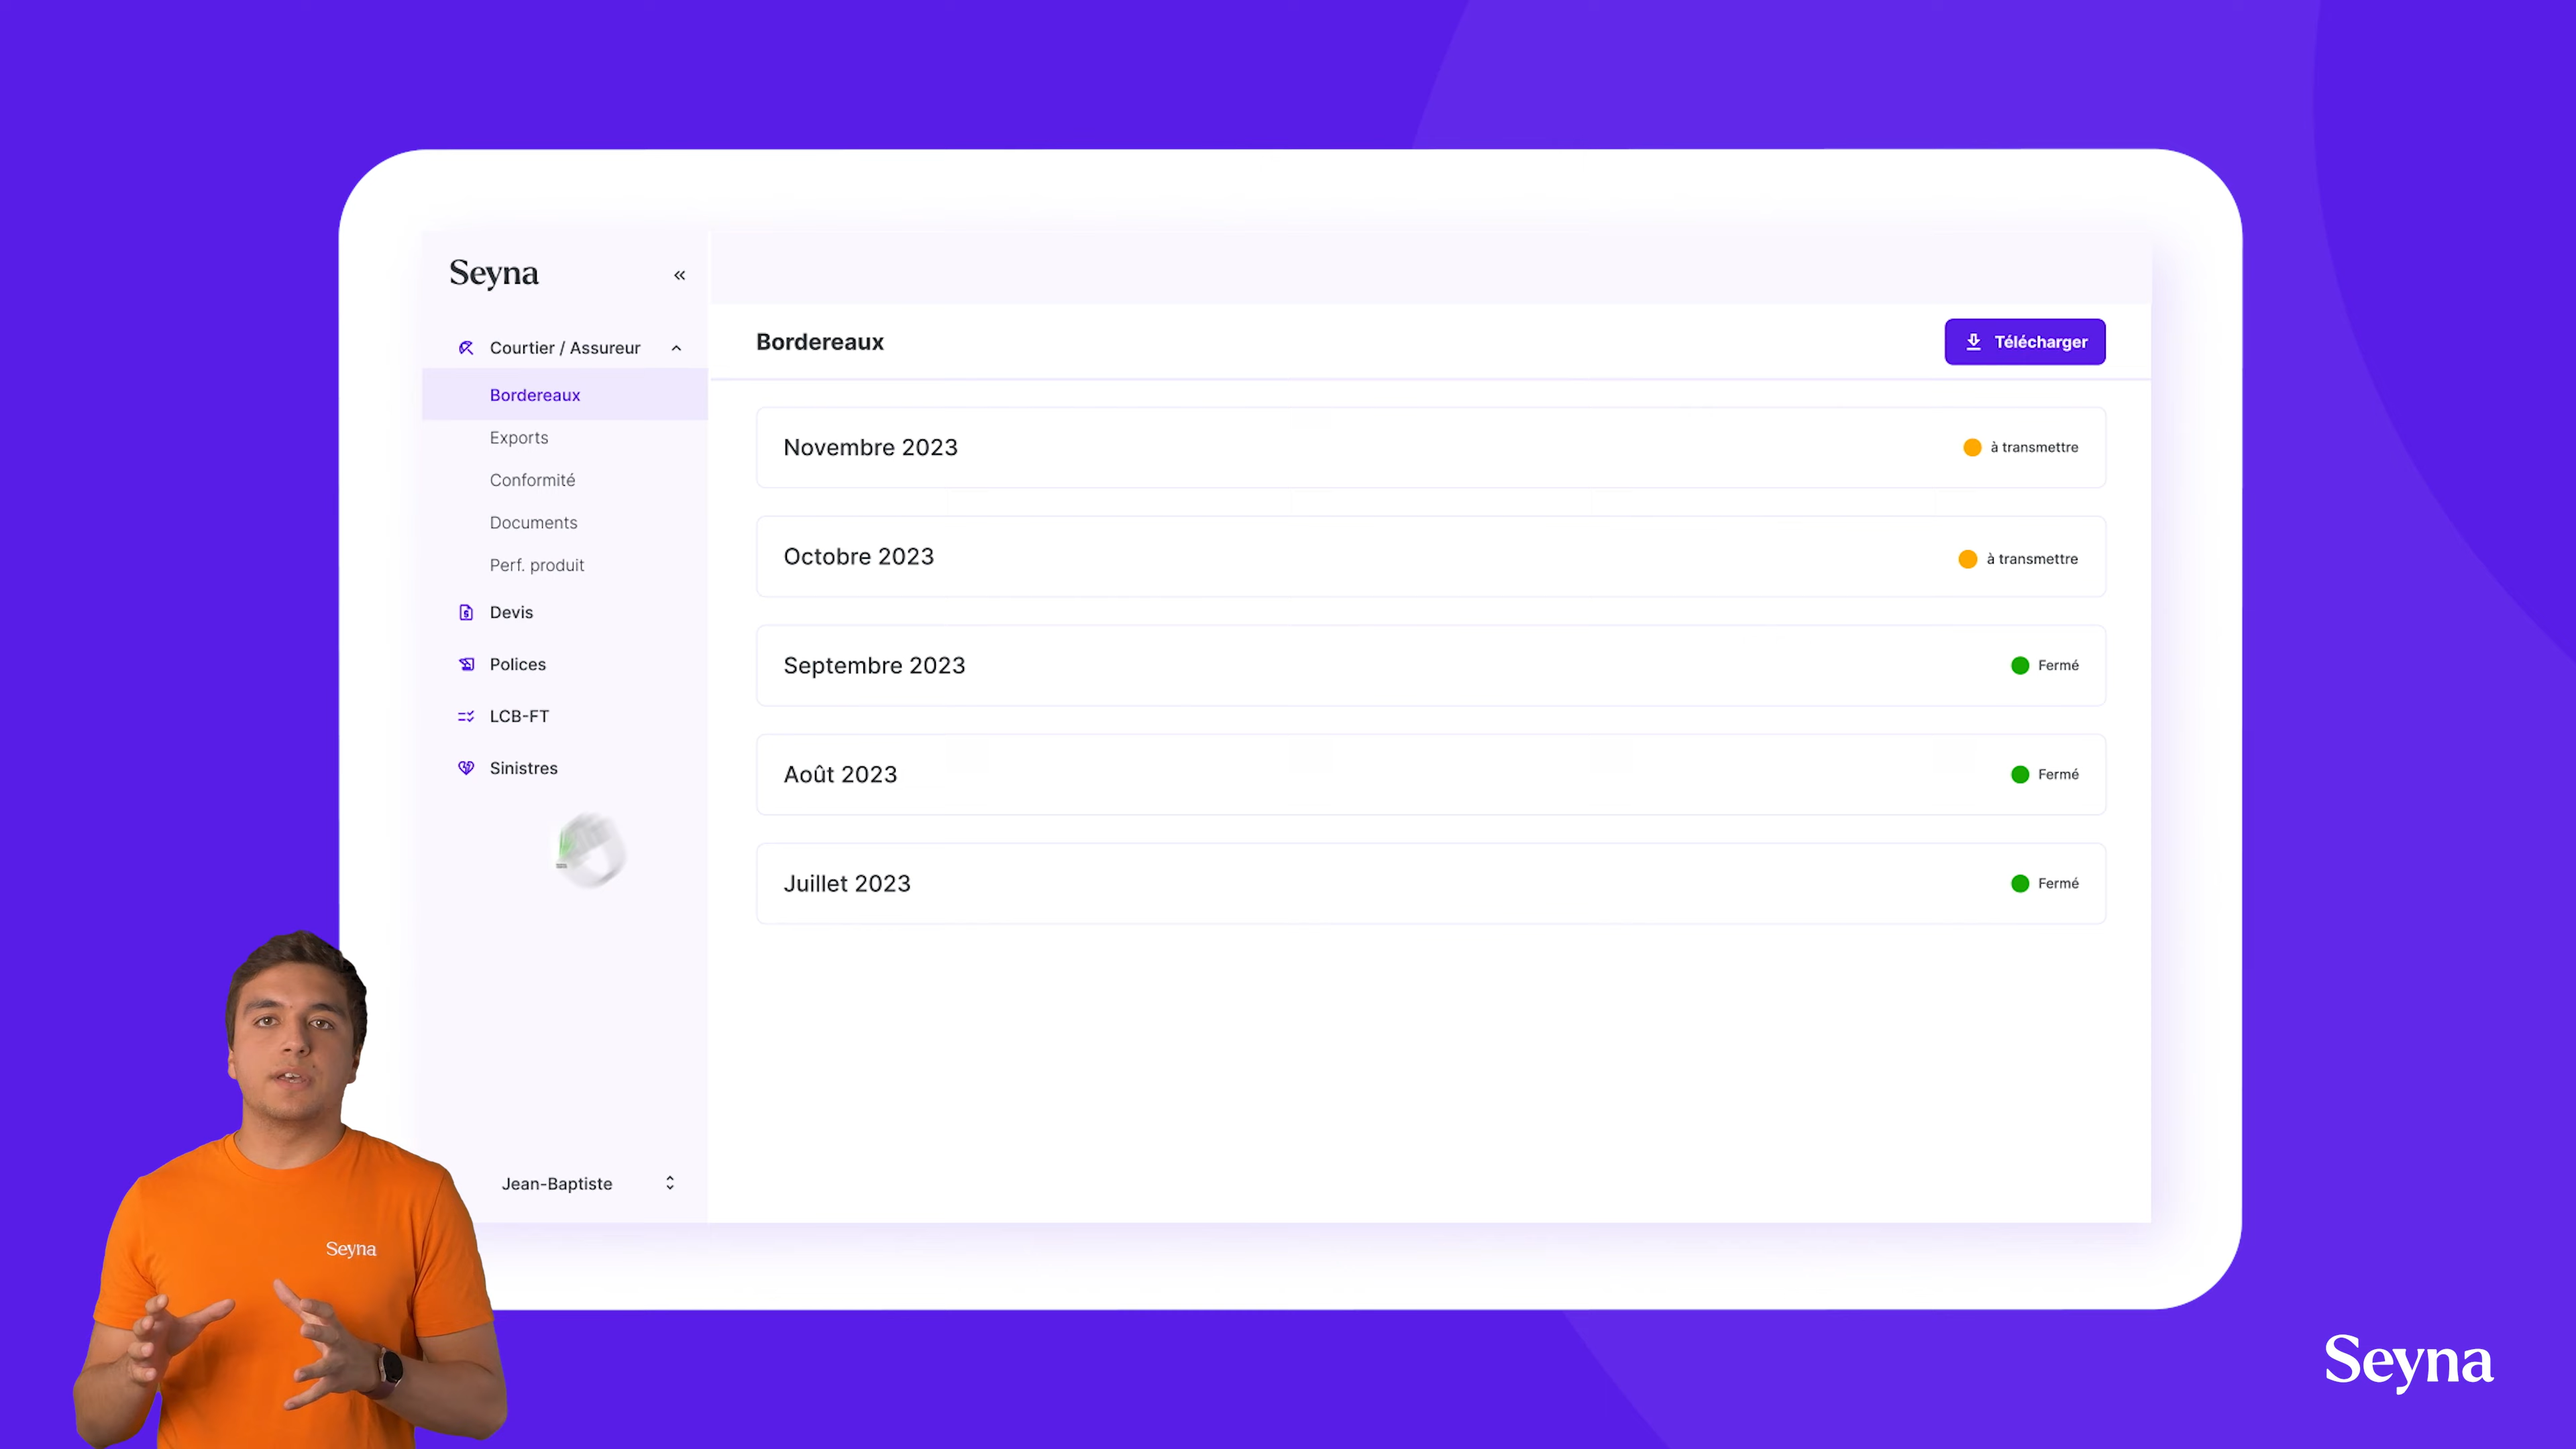 Seyna
Courtier / Assureur
Bordereaux
Exports
Conformité
Documents
Perf. produit
Devis
Polices
LCB-FT
Sinistres
Jean-Baptiste
Bordereaux
Télécharger
Novembre 2023
à transmettre
Octobre 2023
à transmettre
Septembre 2023
Fermé
Août 2023
Fermé
Juillet 2023
Fermé
Seyna
Seyna